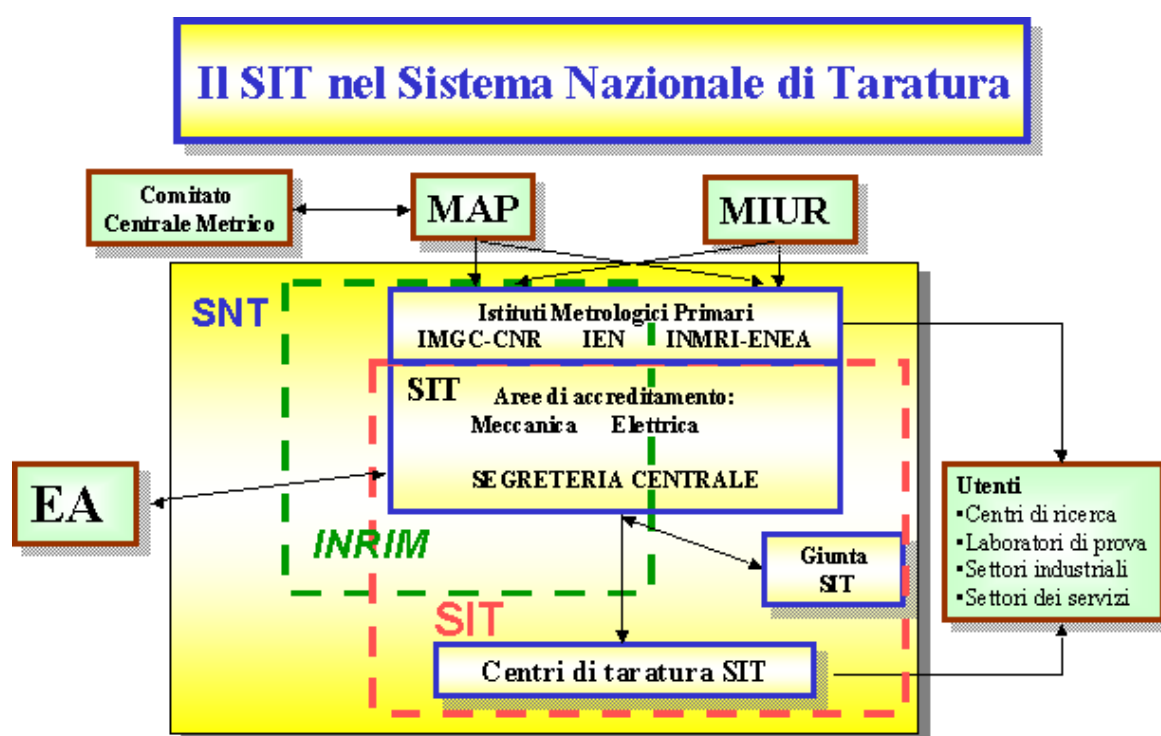 Il SIT nel Sistema Nazionale di Taratura
Comitato
Centrale Metrico
MAP
MIUR
SNT
Istituti Metrologici Primari
IMGC-CNR IEN INMRI-ENEA
SIT
Aree di accreditamento:
Meccanica Elettrica
SEGRETERIA CENTRALE
EA
INRIM
Giunta
SIT
Utenti
▪Centri di ricerca
▪Laboratori di prova
▪Settori industriali
▪Settori dei servizi
SIT
Centri di taratura SIT